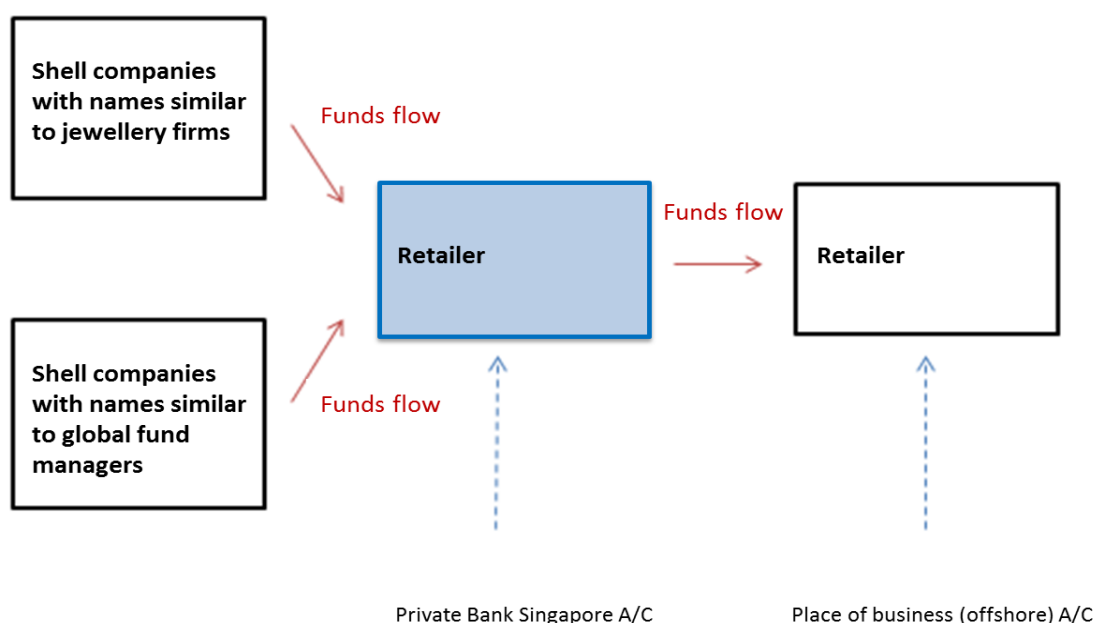 Shell companies
with names similar
to jewellery firms
Funds flow
Retailer
Funds flow
Retailer
Shell companies
with names similar
to global fund
managers
Funds flow
Private Bank Singapore A/C
Place of business (offshore) A/C